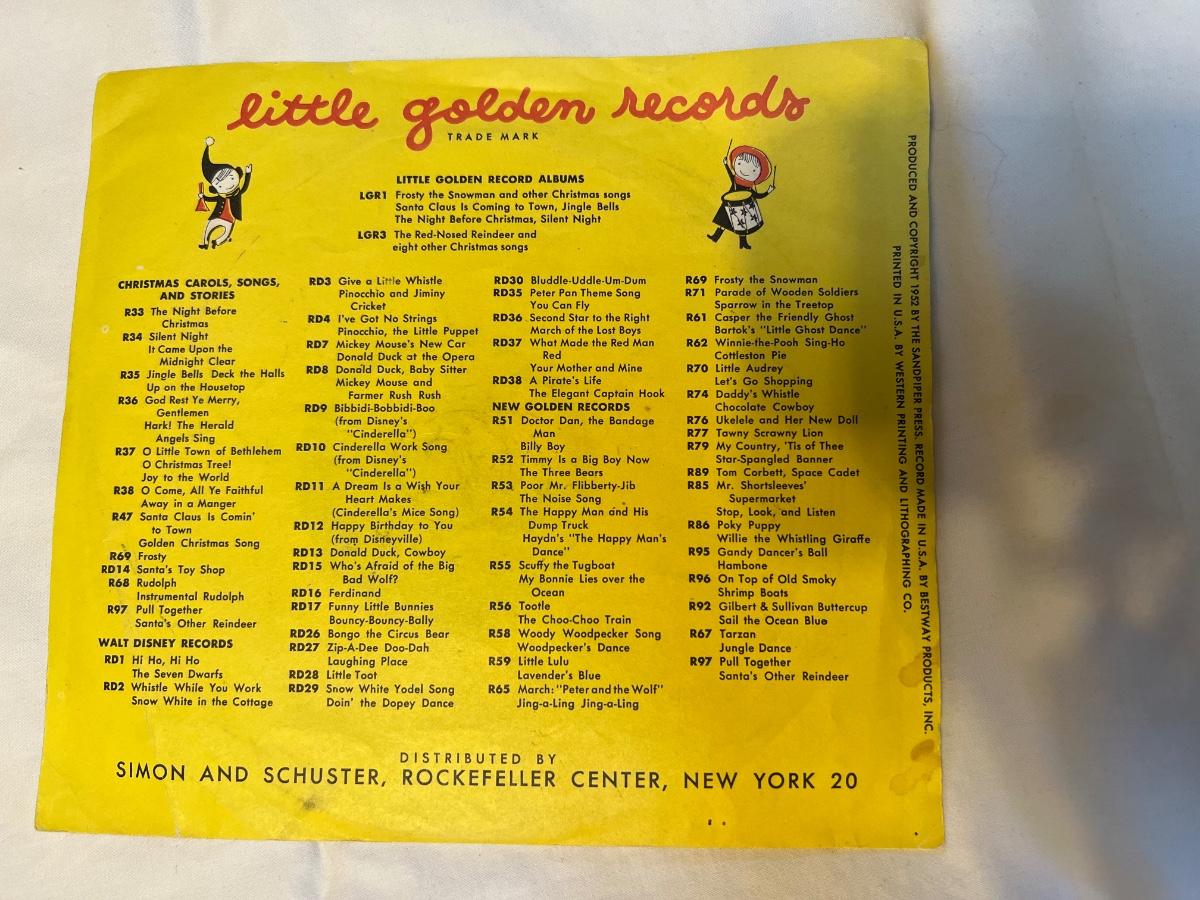 little golden records
TRADE MARK
LITTLE GOLDEN RECORD ALBUMS
LGR1 Frosty the Snowman and other Christmas songs
Santa Claus Is Coming to Town, Jingle Bells
The Night Before Christmas, Silent Night
LGR3 The Red-Nosed Reindeer and
eight other Christmas songs
CHRISTMAS CAROLS, SONGS,
AND STORIES
R33 The Night Before
Christmas
R34 Silent Night
It Came Upon the
Midnight Clear
R35 Jingle Bells Deck the Halls
Up on the Housetop
R36 God Rest Ye Merry,
Gentlemen
Hark! The Herald
Angels Sing
R37 O Little Town of Bethlehem
O Christmas Tree!
Joy to the World
R38 O Come, All Ye Faithful
Away in a Manger
R47 Santa Claus Is Comin'
to Town
Golden Christmas Song
R69 Frosty
RD14 Santa's Toy Shop
R68 Rudolph
Instrumental Rudolph
R97 Pull Together
Santa's Other Reindeer
WALT DISNEY RECORDS
RD1 Hi Ho, Hi Ho
The Seven Dwarfs
RD2 Whistle While You Work
Snow White in the Cottage
RD3 Give a Little Whistle
Pinocchio and Jiminy
Cricket
RD4 I've Got No Strings
Pinocchio, the Little Puppet
RD7 Mickey Mouse's New Car
Donald Duck at the Opera
RD8 Donald Duck, Baby Sitter
Mickey Mouse and
Farmer Rush Rush
RD9 Bibbidi-Bobbidi-Boo
(from Disney's
"Cinderella")
RD10 Cinderella Work Song
(from Disney's
"Cinderella")
RD11 A Dream Is a Wish Your
Heart Makes
(Cinderella's Mice Song)
RD12 Happy Birthday to You
(from Disneyville)
RD13 Donald Duck, Cowboy
RD15 Who's Afraid of the Big
Bad Wolf?
RD16 Ferdinand
RD17 Funny Little Bunnies
Bouncy-Bouncy-Bally
RD26 Bongo the Circus Bear
RD27 Zip-A-Dee Doo-Dah
Laughing Place
RD28 Little Toot
RD29 Snow White Yodel Song
Doin' the Dopey Dance
RD30 Bluddle-Uddle-Um-Dum
RD35 Peter Pan Theme Song
You Can Fly
RD36 Second Star to the Right
March of the Lost Boys
RD37 What Made the Red Man
Red
Your Mother and Mine
RD38 A Pirate's Life
The Elegant Captain Hook
NEW GOLDEN RECORDS
R51 Doctor Dan, the Bandage
Man
Billy Boy
R52 Timmy Is a Big Boy Now
The Three Bears
R53 Poor Mr. Flibberty-Jib
The Noise Song
R54 The Happy Man and His
Dump Truck
Haydn's "The Happy Man's
Dance"
R55 Scuffy the Tugboat
My Bonnie Lies over the
Ocean
R56 Tootle
The Choo-Choo Train
R58 Woody Woodpecker Song
Woodpecker's Dance
R59 Little Lulu
Lavender's Blue
R65 March: "Peter and the Wolf"
Jing-a-Ling Jing-a-Ling
R69 Frosty the Snowman
R71 Parade of Wooden Soldiers
Sparrow in the Treetop
R61 Casper the Friendly Ghost
Bartok's "Little Ghost Dance"
R62 Winnie-the-Pooh Sing-Ho
Cottleston Pie
R70 Little Audrey
Let's Go Shopping
R74 Daddy's Whistle
Chocolate Cowboy
R76 Ukelele and Her New Doll
R77 Tawny Scrawny Lion
R79 My Country, 'Tis of Thee
Star-Spangled Banner
R89 Tom Corbett, Space Cadet
R85 Mr. Shortsleeves'
Supermarket
Stop, Look, and Listen
R86 Poky Puppy
Willie the Whistling Giraffe
R95 Gandy Dancer's Ball
Hambone
R96 On Top of Old Smoky
Shrimp Boats
R92 Gilbert & Sullivan Buttercup
Sail the Ocean Blue
R67 Tarzan
Jungle Dance
R97 Pull Together
Santa's Other Reindeer
PRODUCED AND COPYRIGHT 1952 BY THE SANDPIPER PRESS. RECORD MADE IN U.S.A. BY BESTWAY PRODUCTS, INC.
PRINTED IN U.S.A. BY WESTERN PRINTING AND LITHOGRAPHING CO.
DISTRIBUTED BY
SIMON AND SCHUSTER, ROCKEFELLER CENTER, NEW YORK 20